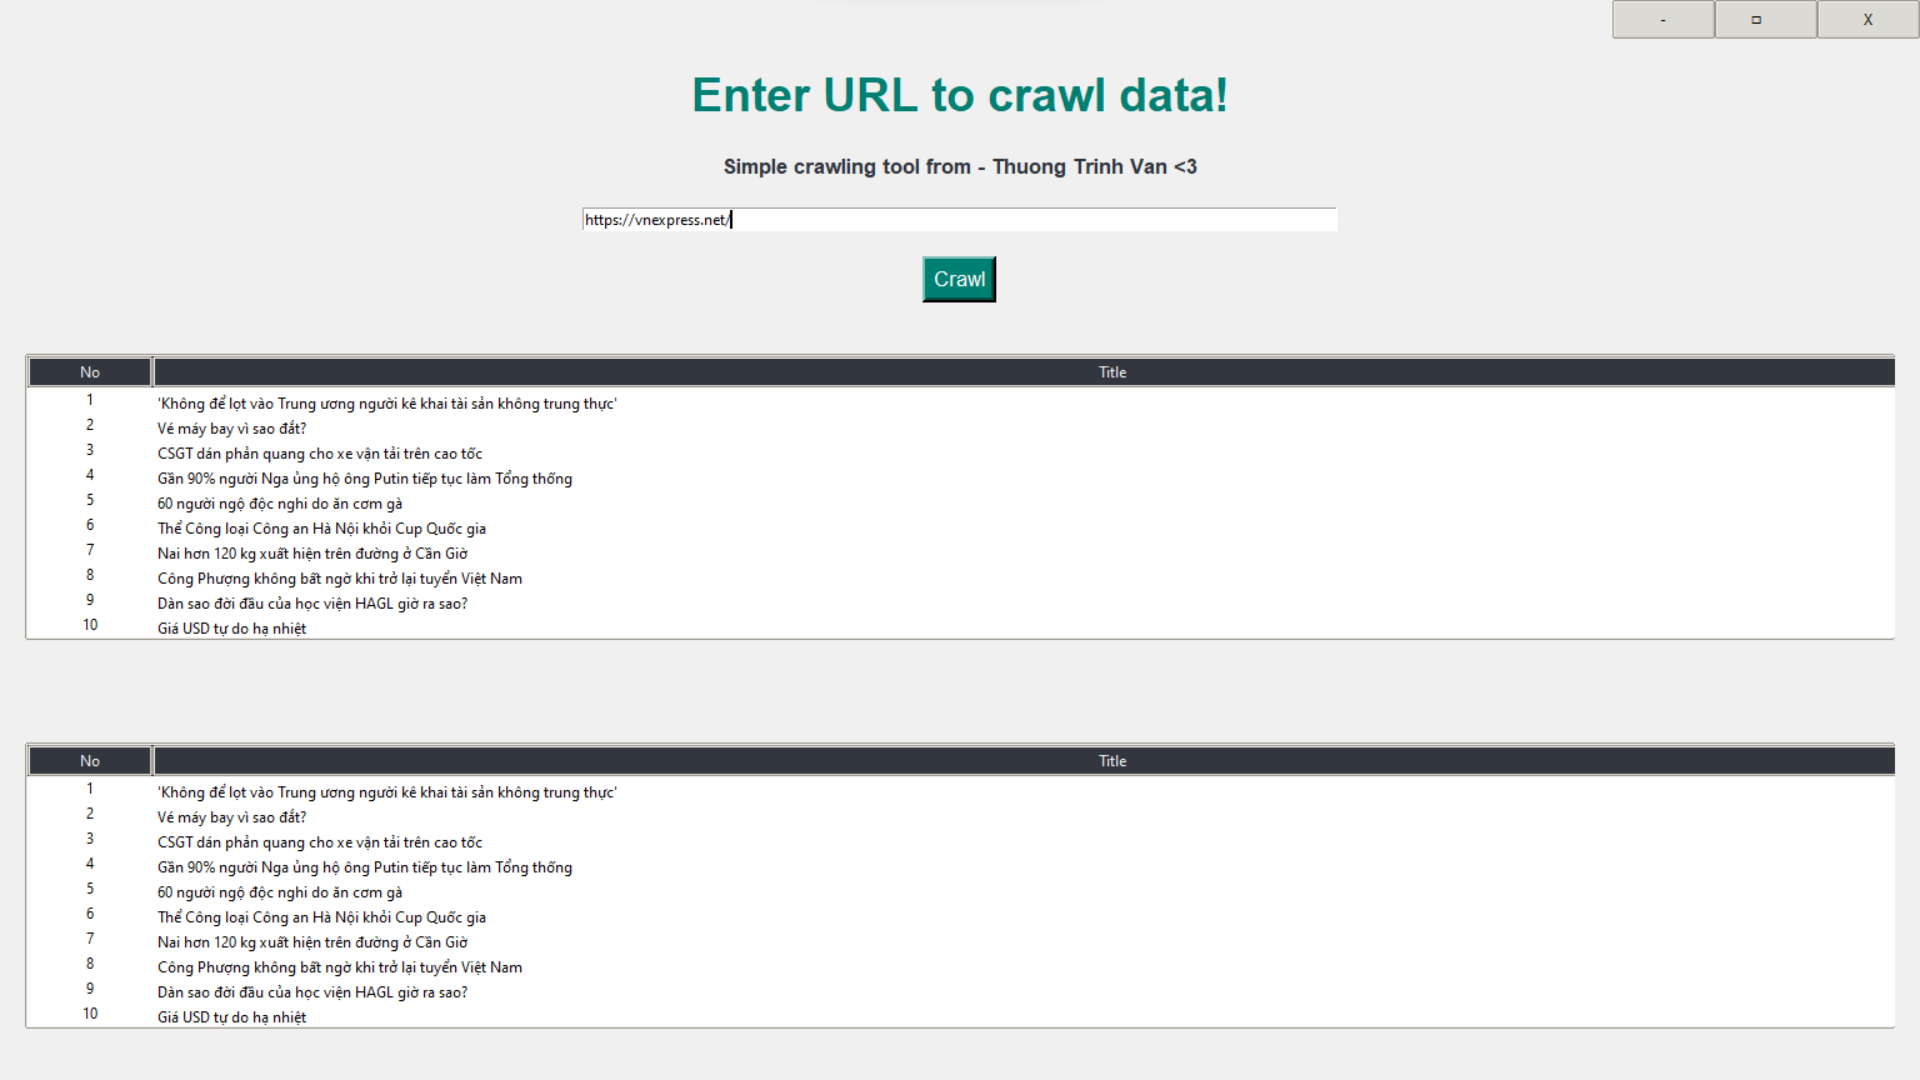 - □ X
Enter URL to crawl data!
Simple crawling tool from - Thuong Trinh Van <3
https://vnexpress.net/
Crawl
No Title
1 'Không để lọt vào Trung ương người kê khai tài sản không trung thực'
2 Vé máy bay vì sao đắt?
3 CSGT dán phản quang cho xe vận tải trên cao tốc
4 Gần 90% người Nga ủng hộ ông Putin tiếp tục làm Tổng thống
5 60 người ngộ độc nghi do ăn cơm gà
6 Thể Công loại Công an Hà Nội khỏi Cup Quốc gia
7 Nai hơn 120 kg xuất hiện trên đường ở Cần Giờ
8 Công Phượng không bất ngờ khi trở lại tuyển Việt Nam
9 Dàn sao đời đầu của học viện HAGL giờ ra sao?
10 Giá USD tự do hạ nhiệt
No Title
1 'Không để lọt vào Trung ương người kê khai tài sản không trung thực'
2 Vé máy bay vì sao đắt?
3 CSGT dán phản quang cho xe vận tải trên cao tốc
4 Gần 90% người Nga ủng hộ ông Putin tiếp tục làm Tổng thống
5 60 người ngộ độc nghi do ăn cơm gà
6 Thể Công loại Công an Hà Nội khỏi Cup Quốc gia
7 Nai hơn 120 kg xuất hiện trên đường ở Cần Giờ
8 Công Phượng không bất ngờ khi trở lại tuyển Việt Nam
9 Dàn sao đời đầu của học viện HAGL giờ ra sao?
10 Giá USD tự do hạ nhiệt